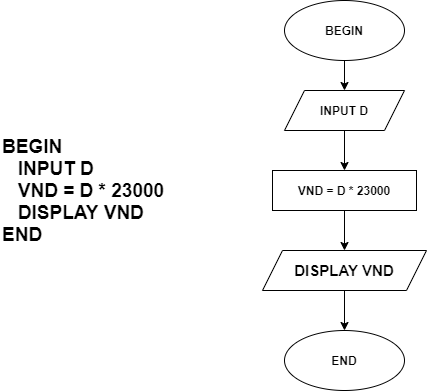 BEGIN
INPUT D
VND = D * 23000
DISPLAY VND
END
BEGIN
INPUT D
VND = D * 23000
DISPLAY VND
END